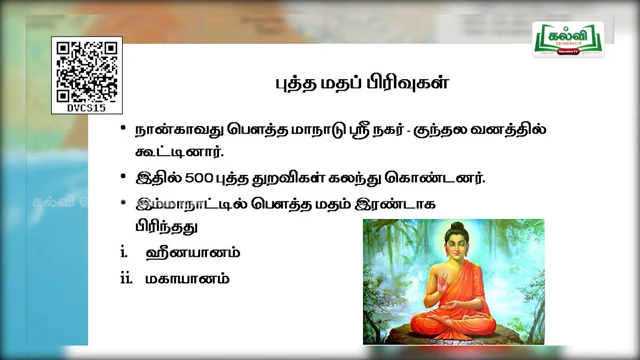 கல்வி
DVCS15
புத்த மதப் பிரிவுகள்
• நான்காவது பௌத்த மாநாடு ஸ்ரீ நகர் - குந்தல வனத்தில்
கூட்டினார்.
• இதில் 500 புத்த துறவிகள் கலந்து கொண்டனர்.
• இம்மாநாட்டில் பௌத்த மதம் இரண்டாக
பிரிந்தது
i. ஹீனயானம்
ii. மகாயானம்
கல்வி